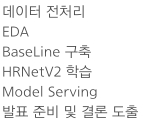 데이터 전처리
EDA
BaseLine 구축
HRNetV2 학습
Model Serving
발표 준비 및 결론 도출